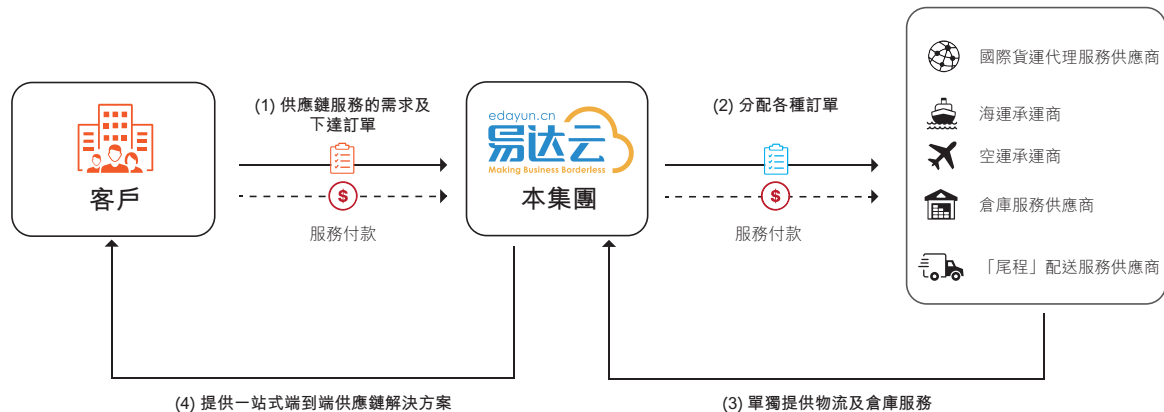 (1) 供應鏈服務的需求及
下達訂單
$
服務付款
客戶
edayun.cn
易达云
Making Business Borderless
本集團
(2) 分配各種訂單
$
服務付款
國際貨運代理服務供應商
海運承運商
空運承運商
倉庫服務供應商
「尾程」配送服務供應商
(4) 提供一站式端到端供應鏈解決方案
(3) 單獨提供物流及倉庫服務